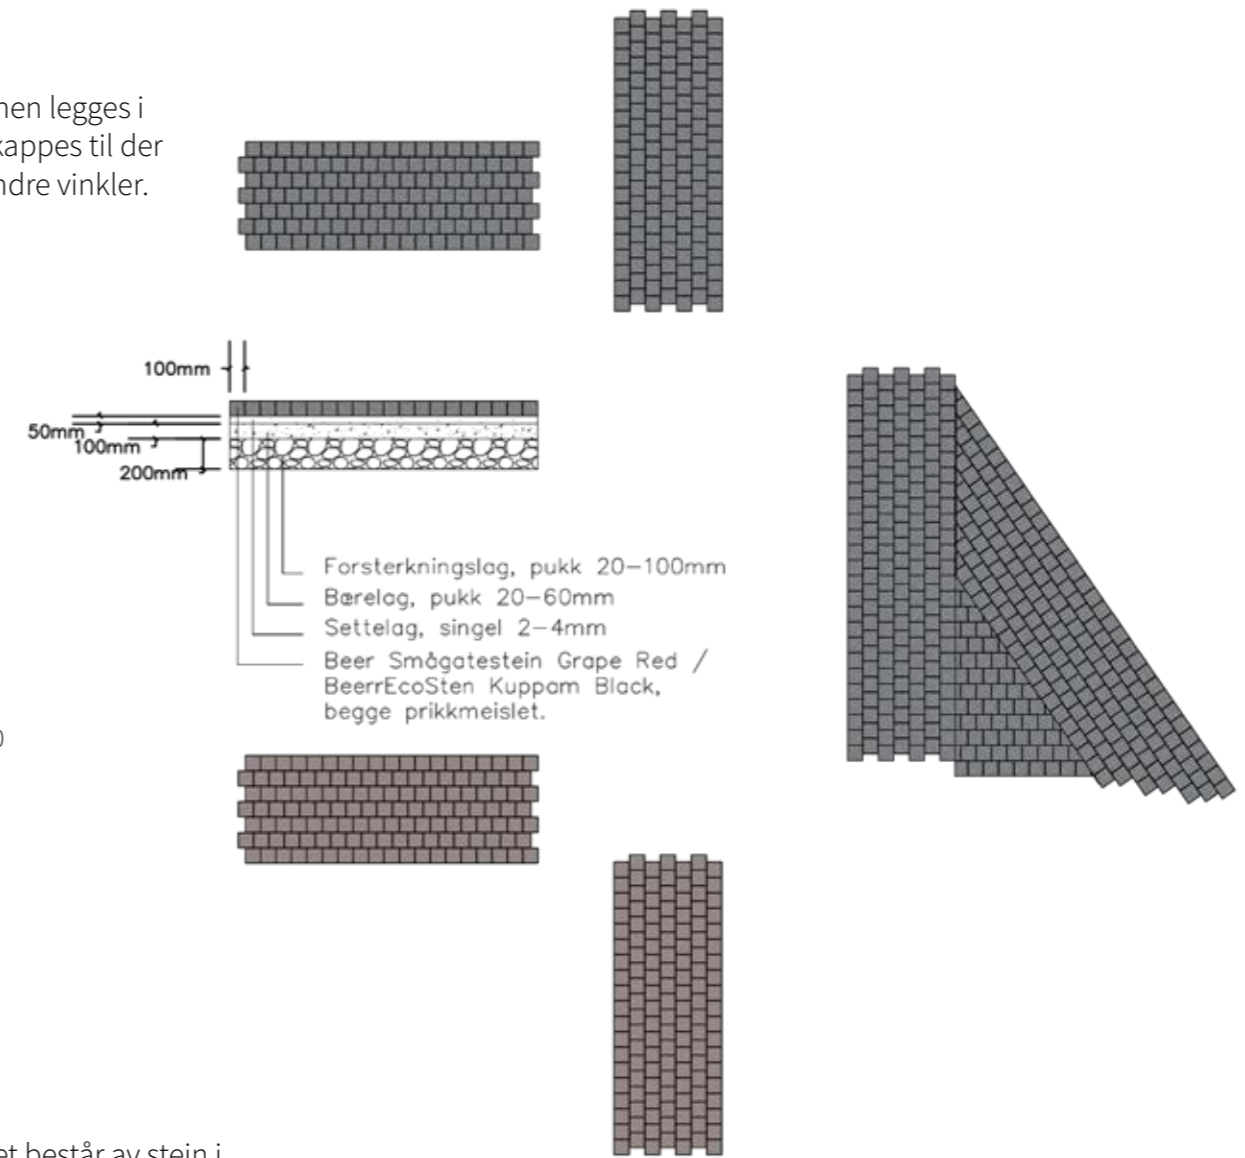 nen legges i
kappes til der
ndre vinkler.
100mm
50mm
100mm
200mm
Forsterkningslag, pukk 20-100mm
Bærelag, pukk 20-60mm
Settelag, singel 2-4mm
Beer Smågatestein Grape Red /
BeerrEcoSten Kuppam Black,
begge prikkmeislet.
0
et består av stein i